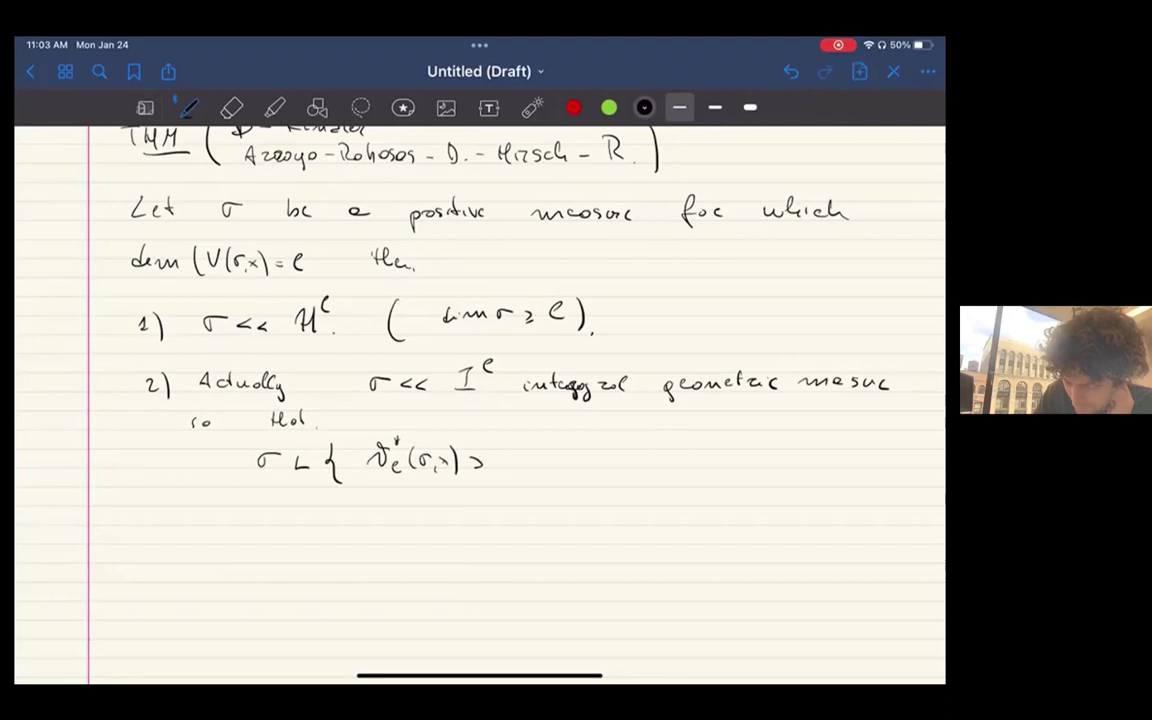 11:03 AM Mon Jan 24
50%
Untitled (Draft)
THM (
Arroyo-Rabasa - D. - Hirsch - R. )
Let σ be a positive measure for which
dim (V(σ,x) = ℓ then.
1) σ << H^ℓ. ( dim σ ≥ ℓ ).
2) Actually σ << I^ℓ integral geometric measure
so that.
σ ∟ { ϑ*_ℓ(σ,x) >